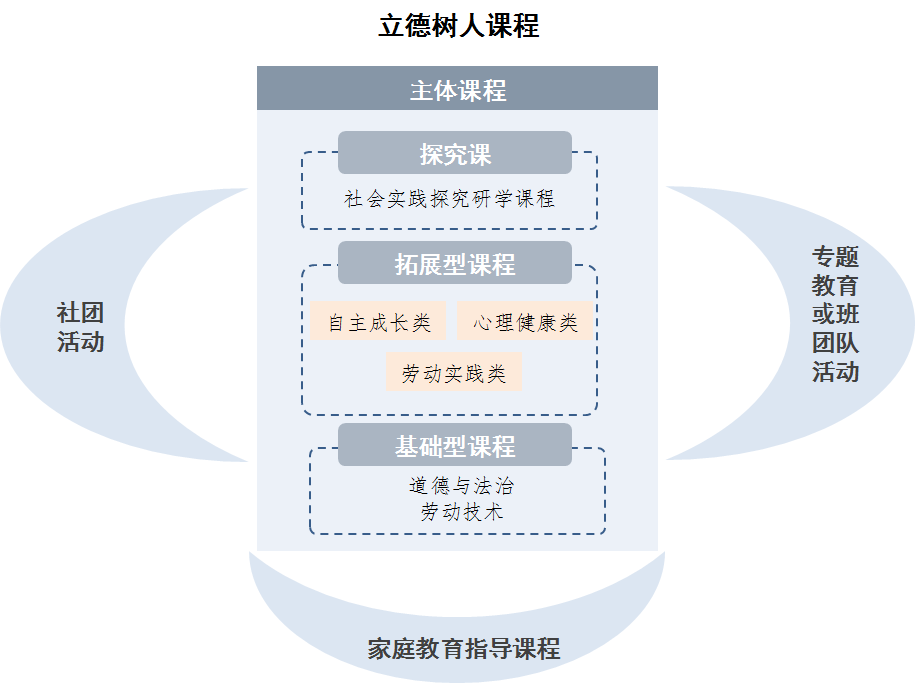 立德树人课程
主体课程
探究课
社会实践探究研学课程
拓展型课程
自主成长类
心理健康类
劳动实践类
基础型课程
道德与法治
劳动技术
社团
活动
专题
教育
或班
团队
活动
家庭教育指导课程